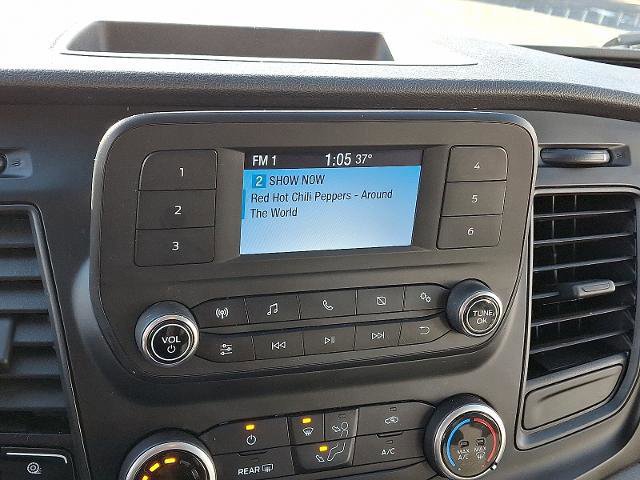 FM 1 1:05 37°
2 SHOW NOW
Red Hot Chili Peppers - Around
The World
1
2
3
4
5
6
VOL
TUNE
OK
REAR
A/C
MAX
A/C
MAX